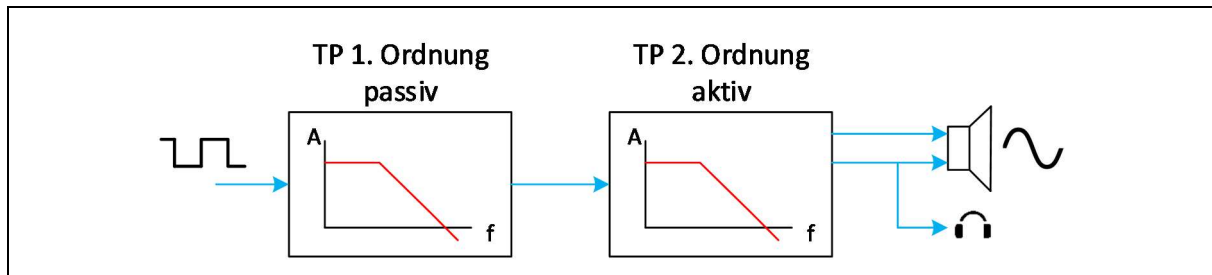 TP 1. Ordnung
passiv
A
f
TP 2. Ordnung
aktiv
A
f